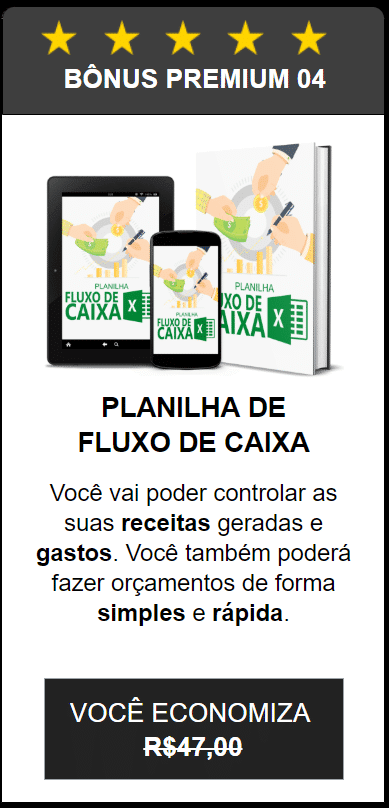 BÔNUS PREMIUM 04
PLANILHA
FLUXO DE
CAIXA
X
PLANILHA
FLUXO DE
CAIXA
X
PLANILHA
LUXO DE
CAIXA
X
PLANILHA DE
FLUXO DE CAIXA
Você vai poder controlar as
suas receitas geradas e
gastos. Você também poderá
fazer orçamentos de forma
simples e rápida.
VOCÊ ECONOMIZA
R$47,00